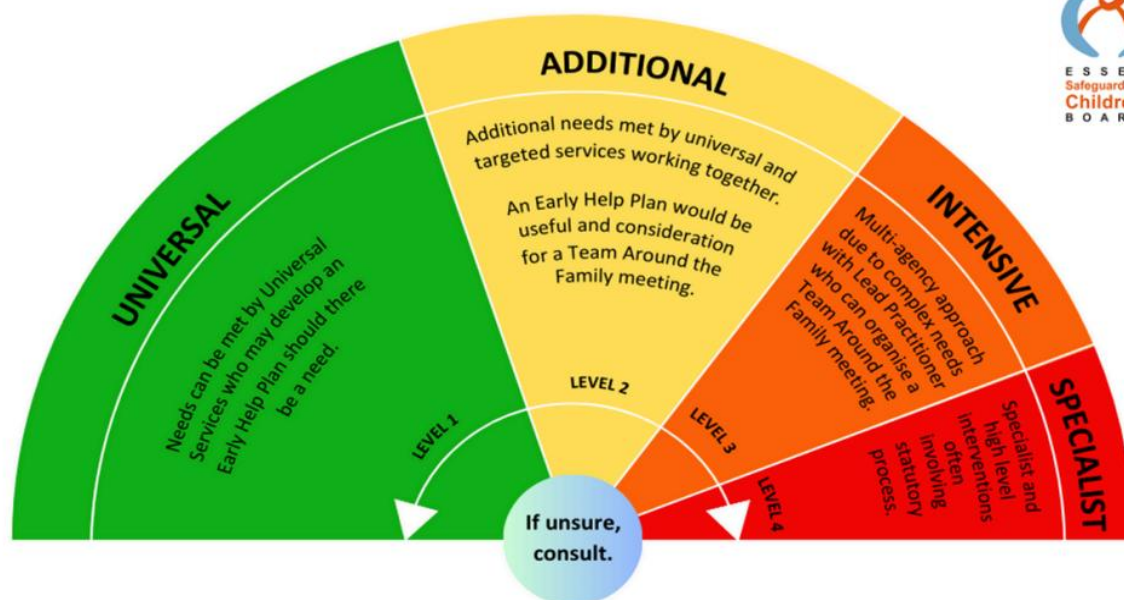 UNIVERSAL
Needs can be met by Universal
Services who may develop an
Early Help Plan should there
be a need.
LEVEL 1
ADDITIONAL
Additional needs met by universal and
targeted services working together.
An Early Help Plan would be
useful and consideration
for a Team Around the
Family meeting.
LEVEL 2
INTENSIVE
Multi-agency approach
due to complex needs
with Lead Practitioner
who can organise a
Team Around the
Family meeting.
LEVEL 3
SPECIALIST
Specialist and
high level
interventions
often
involving
statutory
process.
LEVEL 4
If unsure,
consult.